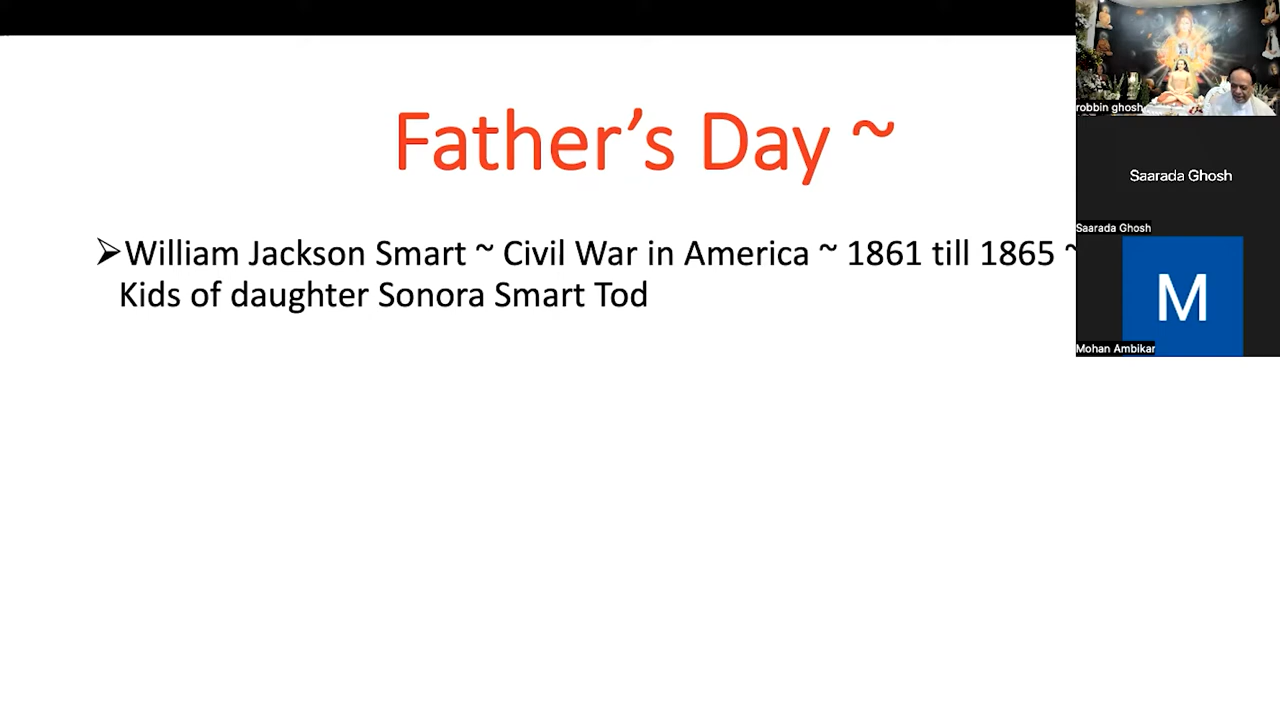 Father’s Day ~
➢William Jackson Smart ~ Civil War in America ~ 1861 till 1865 ~
Kids of daughter Sonora Smart Tod
robbin ghosh
Saarada Ghosh
Saarada Ghosh
M
Mohan Ambikar